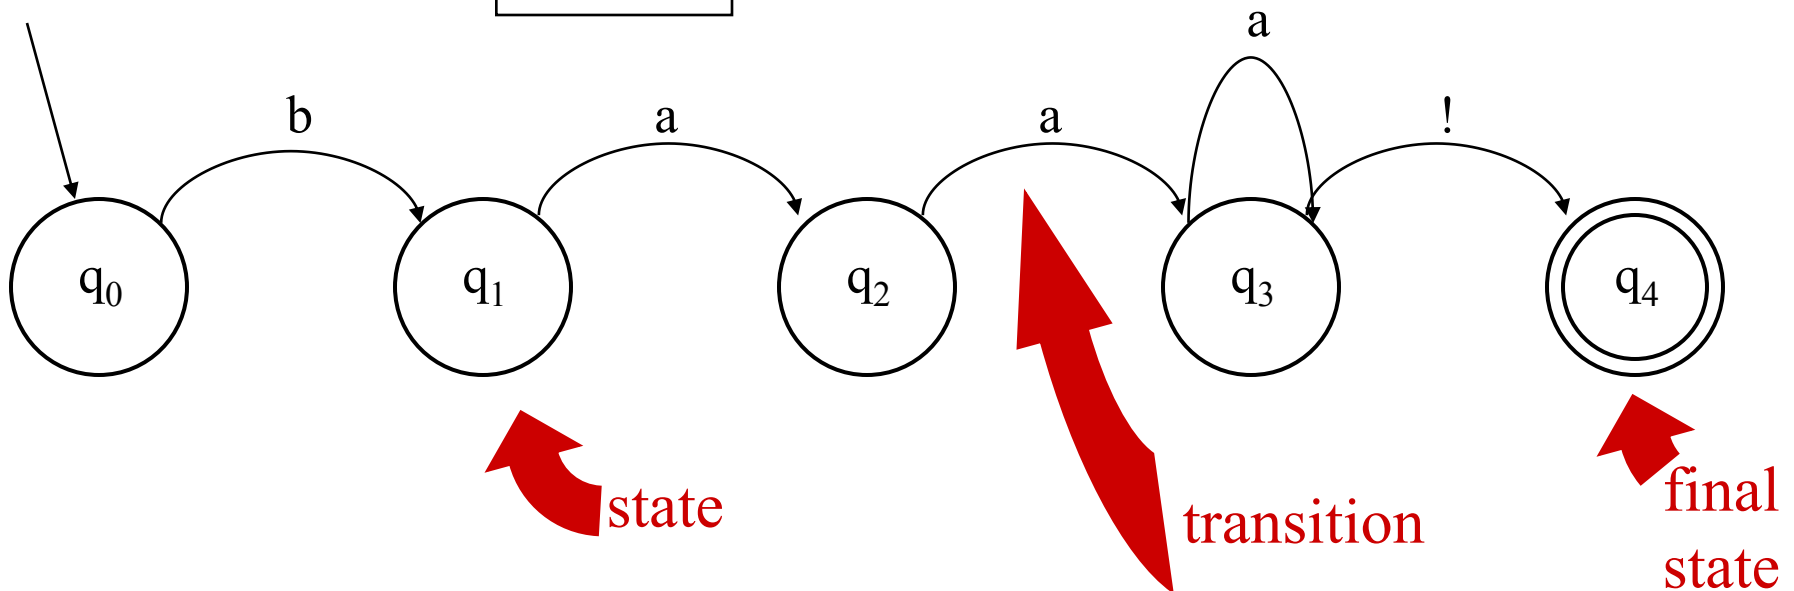 a
b a a !
q0 q1 q2 q3 q4
state
transition
final
state